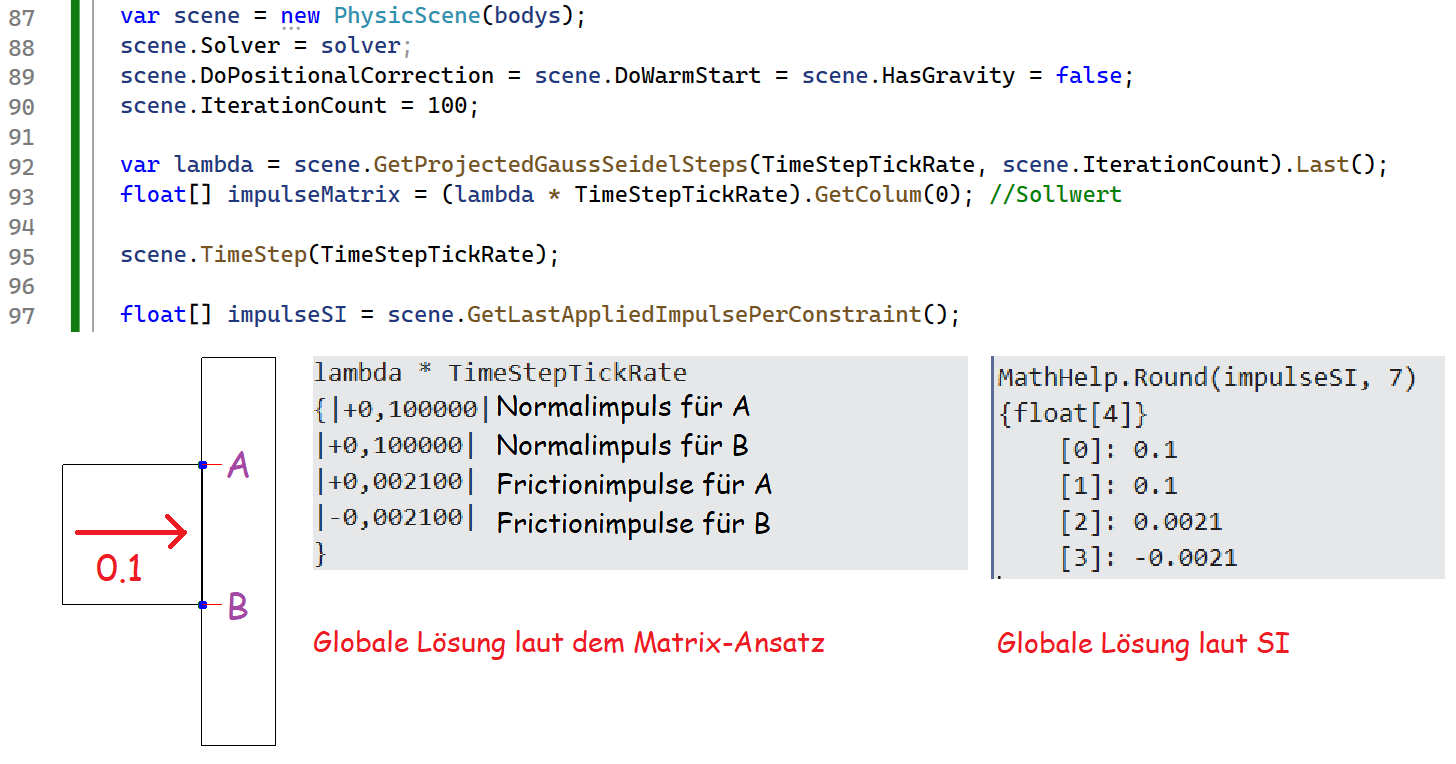 87 var scene = new PhysicScene(bodys);
88 scene.Solver = solver;
89 scene.DoPositionalCorrection = scene.DoWarmStart = scene.HasGravity = false;
90 scene.IterationCount = 100;
91
92 var lambda = scene.GetProjectedGaussSeidelSteps(TimeStepTickRate, scene.IterationCount).Last();
93 float[] impulseMatrix = (lambda * TimeStepTickRate).GetColum(0); //Sollwert
94
95 scene.TimeStep(TimeStepTickRate);
96
97 float[] impulseSI = scene.GetLastAppliedImpulsePerConstraint();
A
0.1
B
lambda * TimeStepTickRate
{|+0,100000| Normalimpuls für A
|+0,100000| Normalimpuls für B
|+0,002100| Frictionimpulse für A
|-0,002100| Frictionimpulse für B
}
Globale Lösung laut dem Matrix-Ansatz
MathHelp.Round(impulseSI, 7)
{float[4]}
[0]: 0.1
[1]: 0.1
[2]: 0.0021
[3]: -0.0021
Globale Lösung laut SI